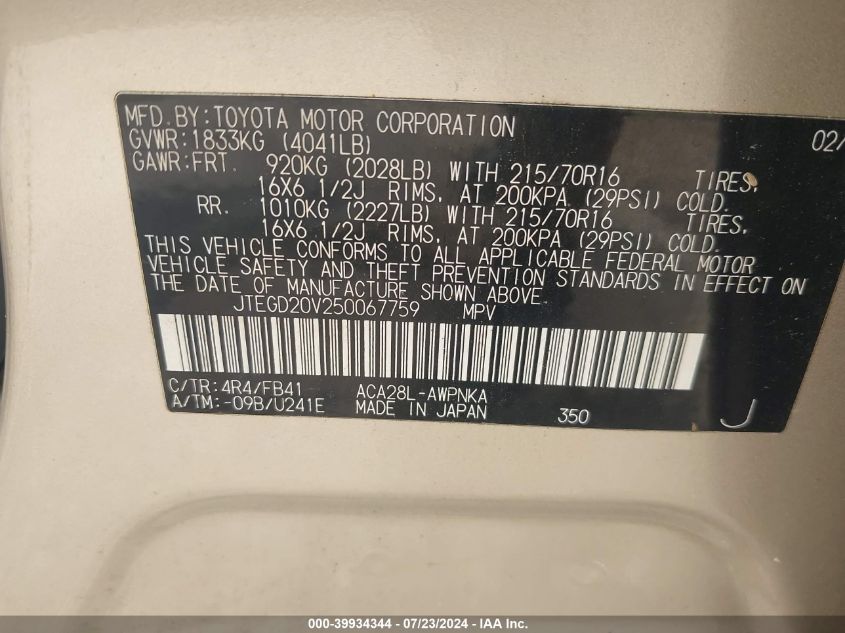 MFD.BY:TOYOTA MOTOR CORPORATION 02/
GVWR:1833KG (4041LB)
GAWR:FRT. 920KG (2028LB) WITH 215/70R16 TIRES,
16X6 1/2J RIMS, AT 200KPA (29PSI) COLD.
RR. 1010KG (2227LB) WITH 215/70R16 TIRES,
16X6 1/2J RIMS, AT 200KPA (29PSI) COLD.
THIS VEHICLE CONFORMS TO ALL APPLICABLE FEDERAL MOTOR
VEHICLE SAFETY AND THEFT PREVENTION STANDARDS IN EFFECT ON
THE DATE OF MANUFACTURE SHOWN ABOVE.
JTEGD20V250067759 MPV
C/TR:4R4/FB41 ACA28L-AWPNKA
A/TM:-09B/U241E MADE IN JAPAN 350 J
000-39934344 / 07/23/2024 - IAA Inc.